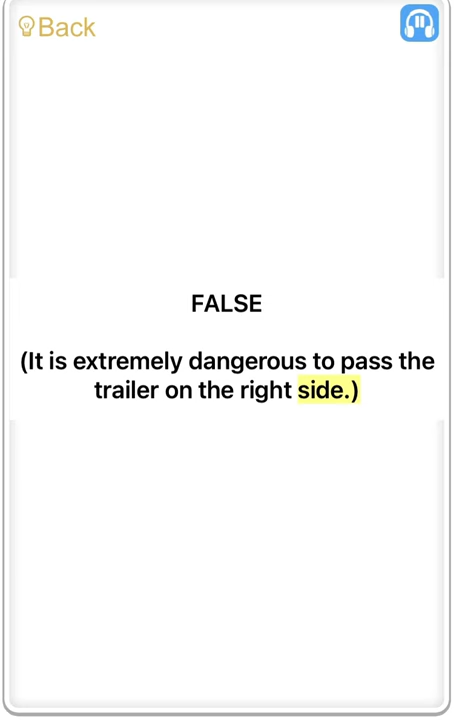 Back
FALSE
(It is extremely dangerous to pass the
trailer on the right side.)